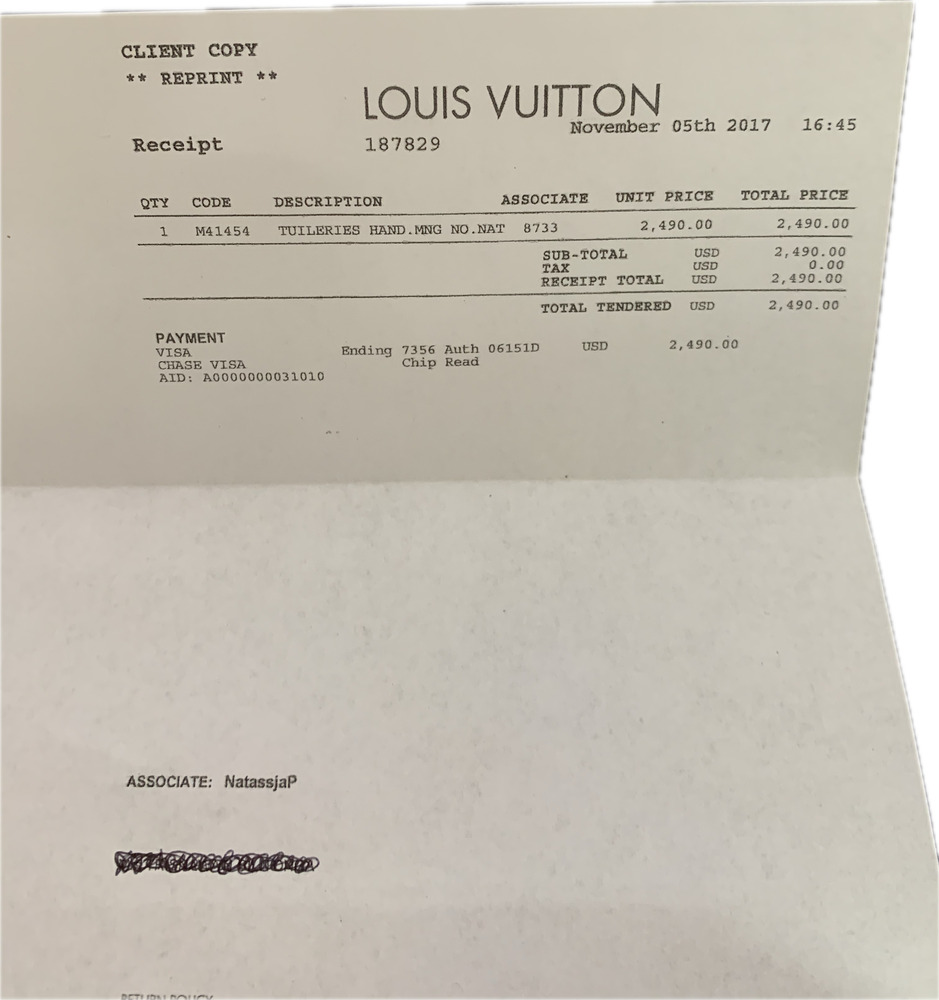 CLIENT COPY
** REPRINT **
LOUIS VUITTON
November 05th 2017 16:45
Receipt 187829
QTY CODE DESCRIPTION ASSOCIATE UNIT PRICE TOTAL PRICE
1 M41454 TUILERIES HAND.MNG NO.NAT 8733 2,490.00 2,490.00
SUB-TOTAL USD 2,490.00
TAX USD 0.00
RECEIPT TOTAL USD 2,490.00
TOTAL TENDERED USD 2,490.00
PAYMENT
VISA Ending 7356 Auth 06151D USD 2,490.00
CHASE VISA Chip Read
AID: A0000000031010
ASSOCIATE: NatassjaP
RETURN POLICY